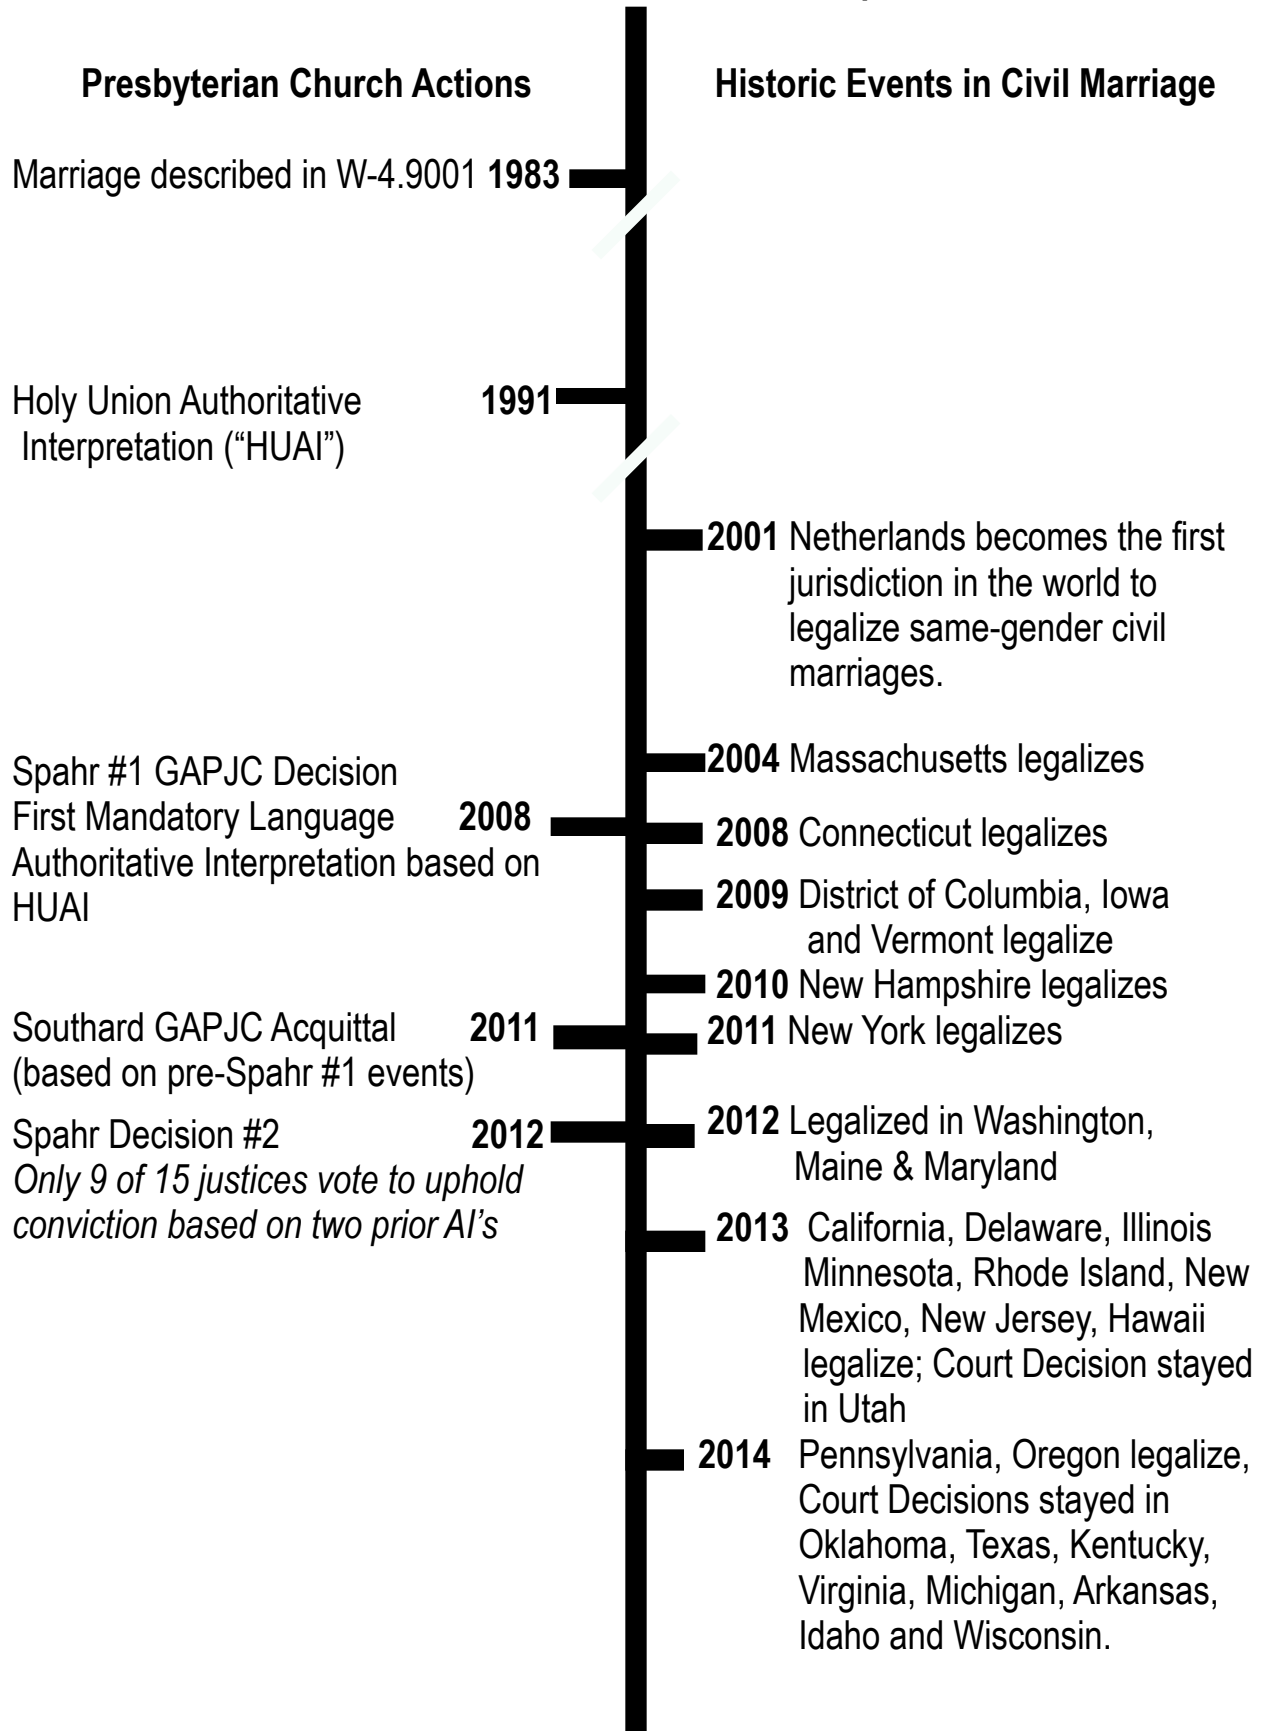 Presbyterian Church Actions
Historic Events in Civil Marriage
Marriage described in W-4.9001 1983
Holy Union Authoritative 1991
Interpretation (“HUAI”)
2001 Netherlands becomes the first
jurisdiction in the world to
legalize same-gender civil
marriages.
2004 Massachusetts legalizes
Spahr #1 GAPJC Decision
First Mandatory Language 2008
Authoritative Interpretation based on
HUAI
2008 Connecticut legalizes
2009 District of Columbia, Iowa
and Vermont legalize
2010 New Hampshire legalizes
Southard GAPJC Acquittal 2011
(based on pre-Spahr #1 events)
2011 New York legalizes
Spahr Decision #2 2012
Only 9 of 15 justices vote to uphold
conviction based on two prior AI’s
2012 Legalized in Washington,
Maine & Maryland
2013 California, Delaware, Illinois
Minnesota, Rhode Island, New
Mexico, New Jersey, Hawaii
legalize; Court Decision stayed
in Utah
2014 Pennsylvania, Oregon legalize,
Court Decisions stayed in
Oklahoma, Texas, Kentucky,
Virginia, Michigan, Arkansas,
Idaho and Wisconsin.